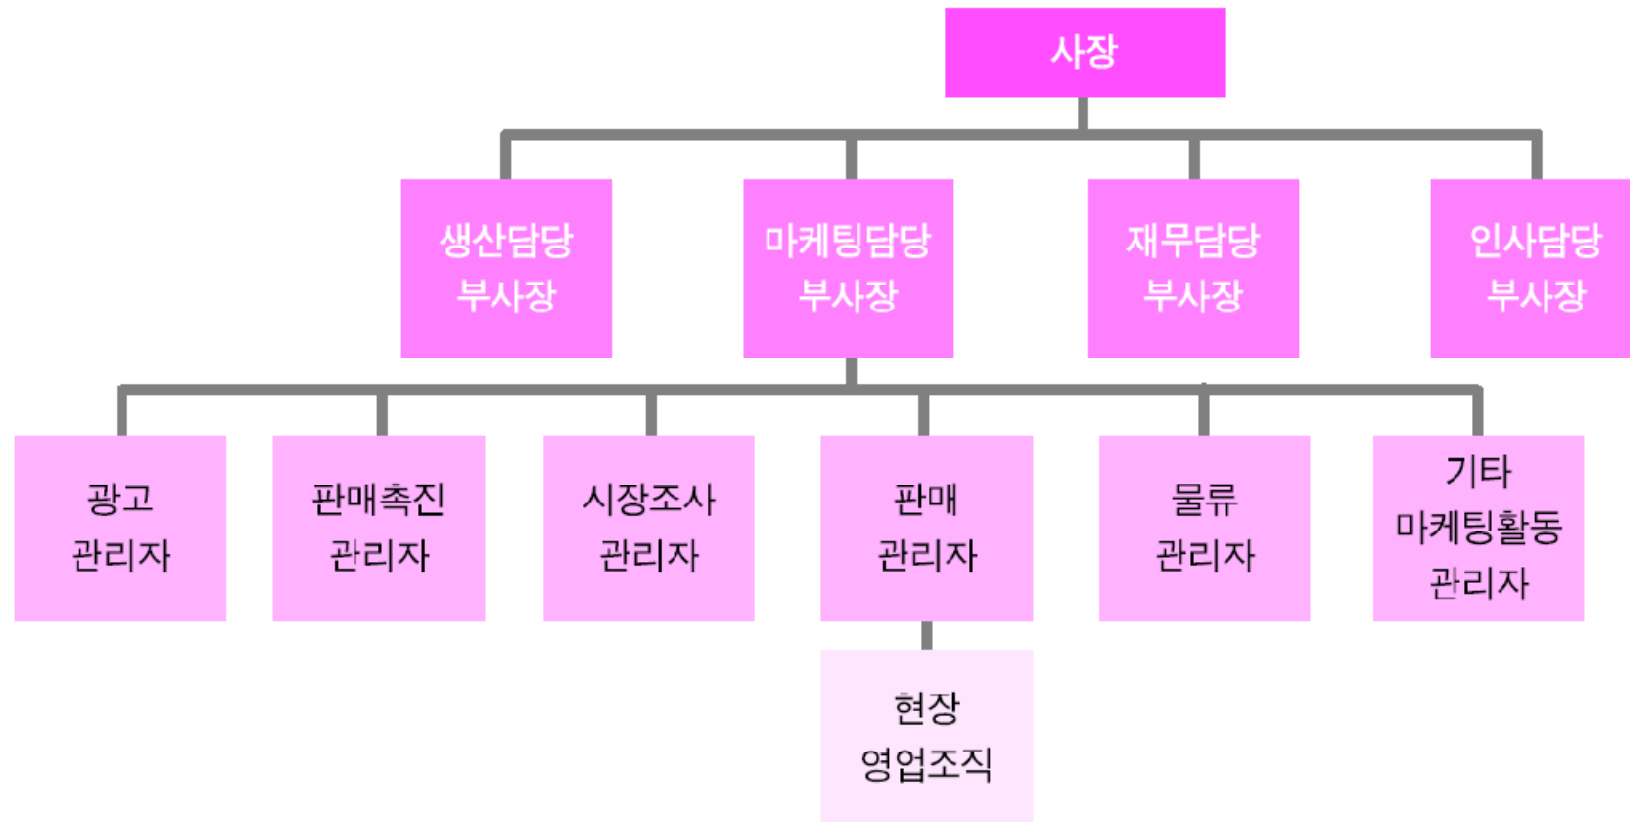 사장
생산담당
부사장
마케팅담당
부사장
재무담당
부사장
인사담당
부사장
광고
관리자
판매촉진
관리자
시장조사
관리자
판매
관리자
물류
관리자
기타
마케팅활동
관리자
현장
영업조직